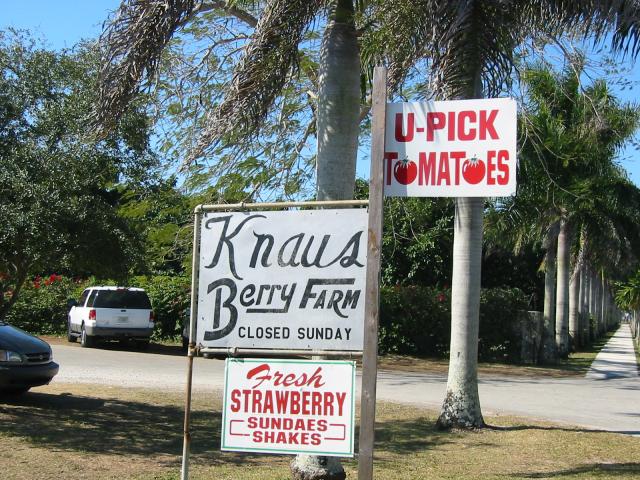 U-PICK
TOMATOES
Knaus
Berry FARM
CLOSED SUNDAY
Fresh
STRAWBERRY
SUNDAES
SHAKES